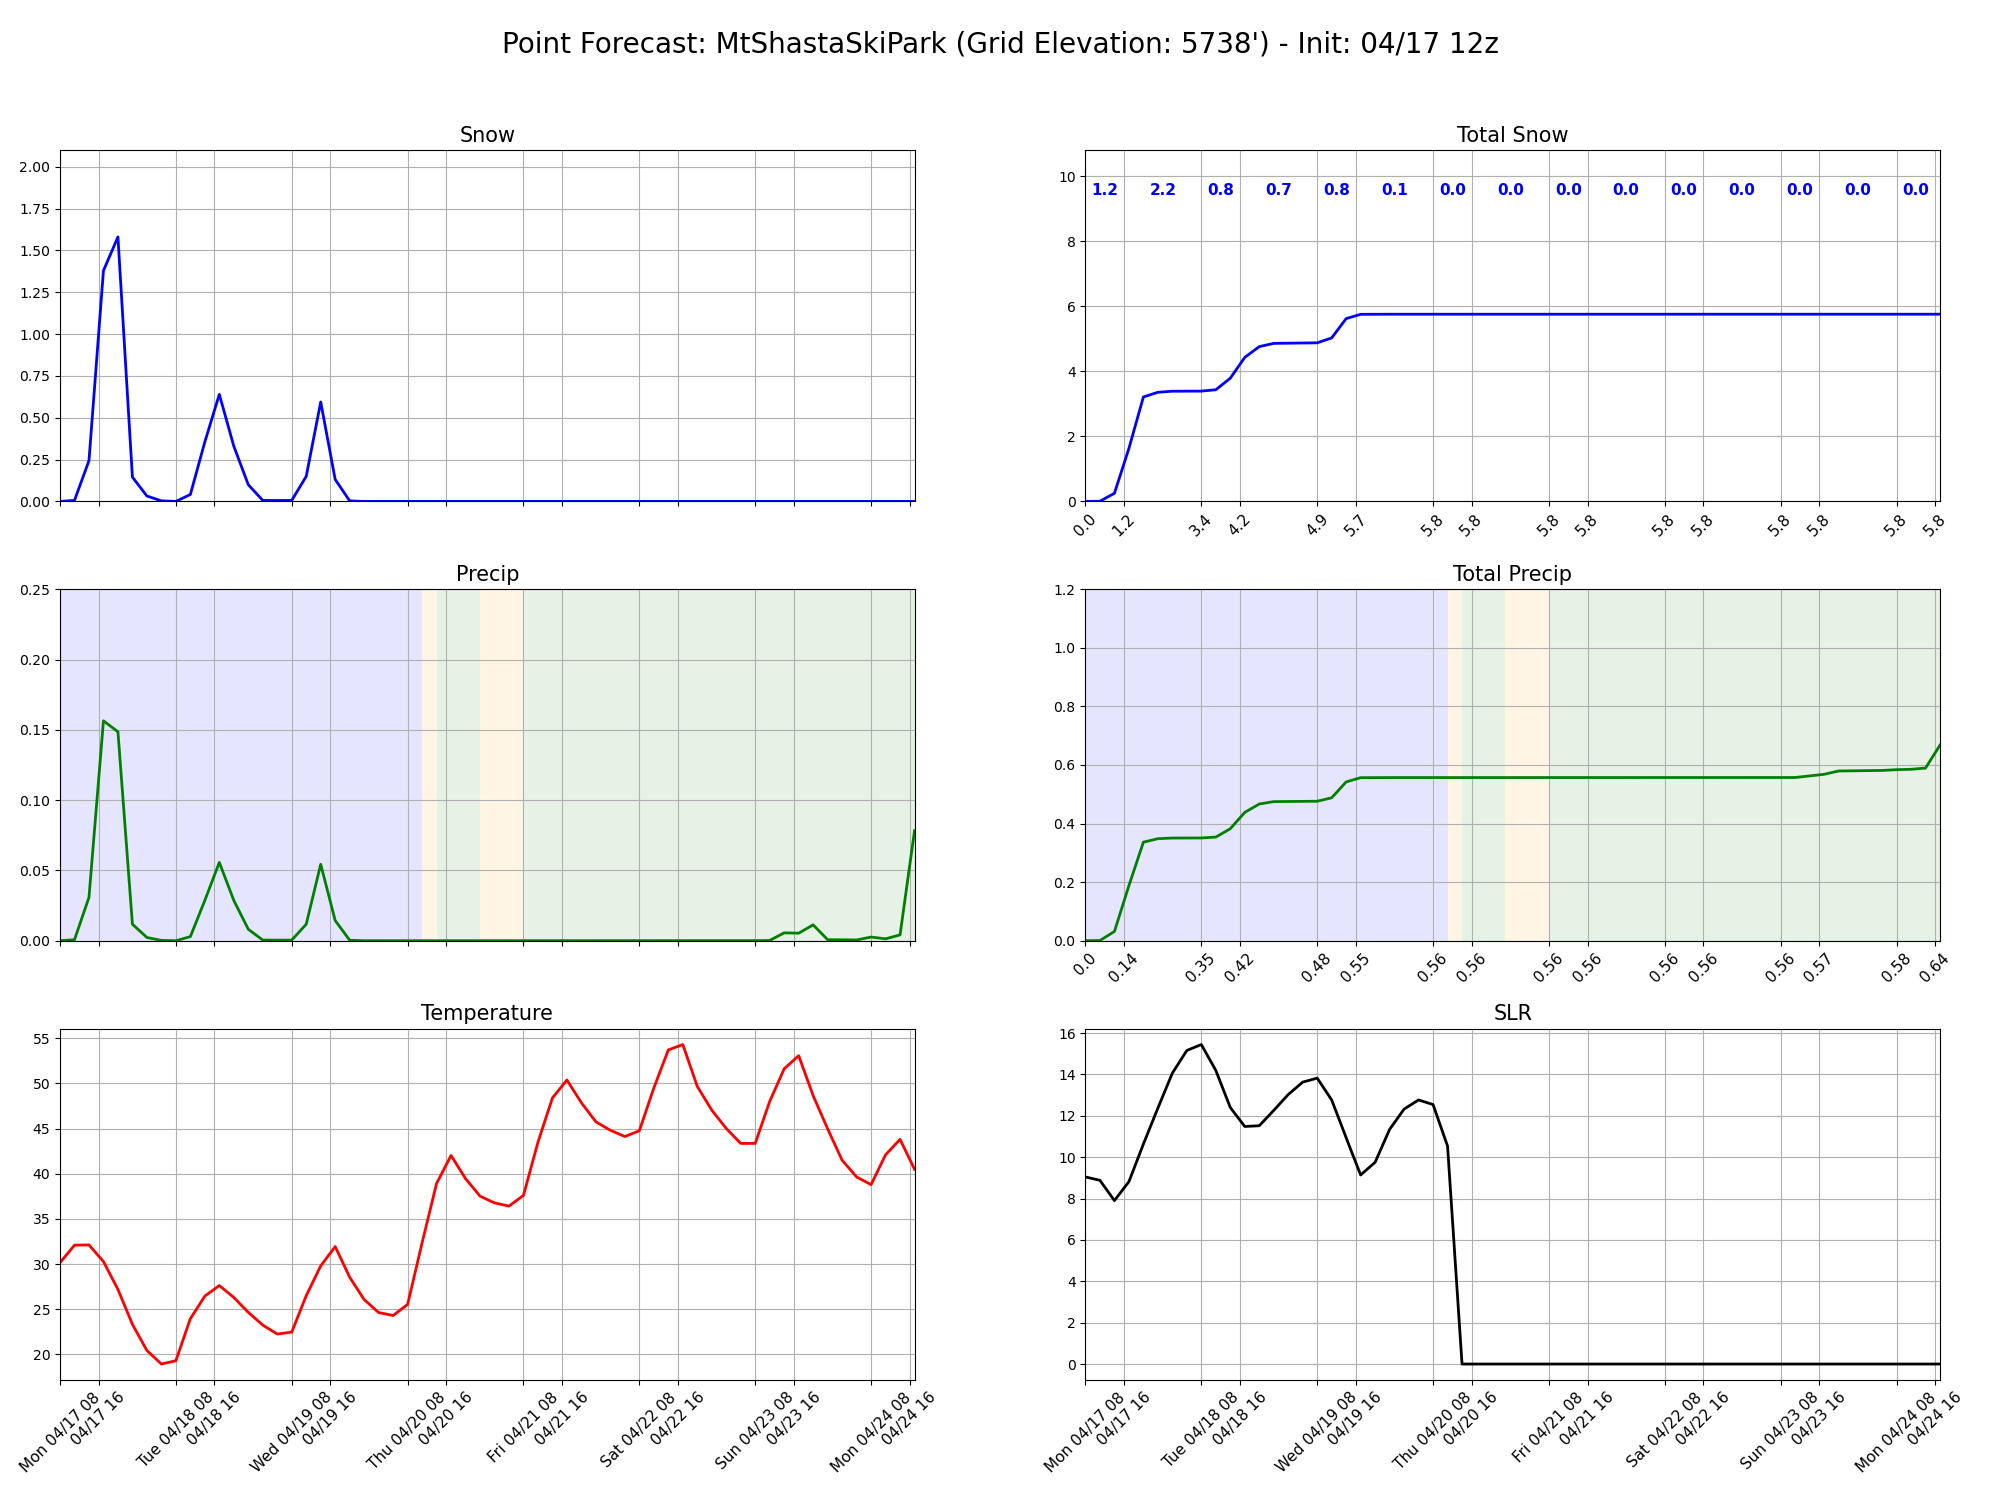 Point Forecast: MtShastaSkiPark (Grid Elevation: 5738') - Init: 04/17 12z
Snow
2.00
1.75
1.50
1.25
1.00
0.75
0.50
0.25
0.00
Total Snow
10
8
6
4
2
0
1.2 2.2 0.8 0.7 0.8 0.1 0.0 0.0 0.0 0.0 0.0 0.0 0.0 0.0 0.0
0.0 1.2 3.4 4.2 4.9 5.7 5.8 5.8 5.8 5.8 5.8 5.8 5.8 5.8 5.8 5.8
Precip
0.25
0.20
0.15
0.10
0.05
0.00
Total Precip
1.2
1.0
0.8
0.6
0.4
0.2
0.0
0.0 0.14 0.35 0.42 0.48 0.55 0.56 0.56 0.56 0.56 0.56 0.56 0.56 0.57 0.58 0.64
Temperature
55
50
45
40
35
30
25
20
Mon 04/17 08
04/17 16
Tue 04/18 08
04/18 16
Wed 04/19 08
04/19 16
Thu 04/20 08
04/20 16
Fri 04/21 08
04/21 16
Sat 04/22 08
04/22 16
Sun 04/23 08
04/23 16
Mon 04/24 08
04/24 16
SLR
16
14
12
10
8
6
4
2
0
Mon 04/17 08
04/17 16
Tue 04/18 08
04/18 16
Wed 04/19 08
04/19 16
Thu 04/20 08
04/20 16
Fri 04/21 08
04/21 16
Sat 04/22 08
04/22 16
Sun 04/23 08
04/23 16
Mon 04/24 08
04/24 16